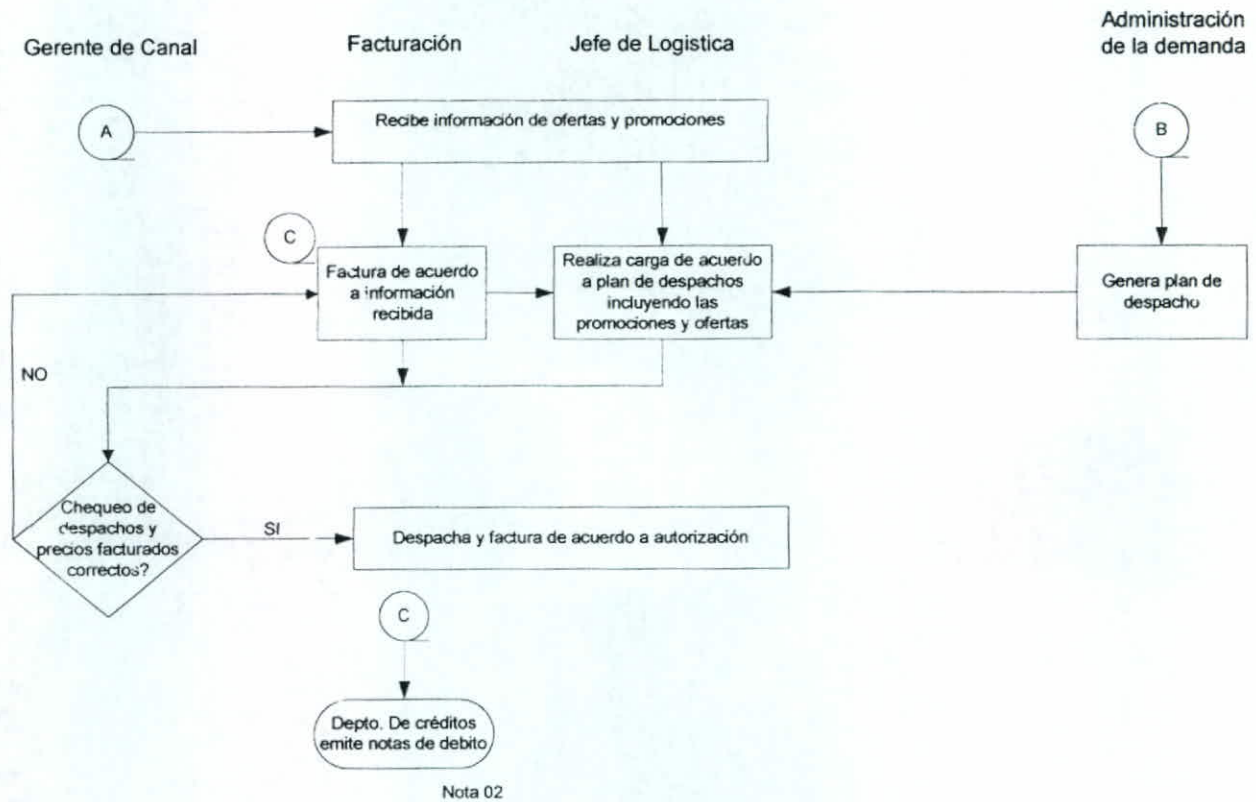 Gerente de Canal
Facturación
Jefe de Logistica
Administración
de la demanda
A
Recibe información de ofertas y promociones
B
C
Factura de acuerdo
a información
recibida
Realiza carga de acuerdo
a plan de despachos
incluyendo las
promociones y ofertas
Genera plan de
despacho
NO
Chequeo de
despachos y
precios facturados
correctos?
SI
Despacha y factura de acuerdo a autorización
C
Depto. De créditos
emite notas de debito
Nota 02